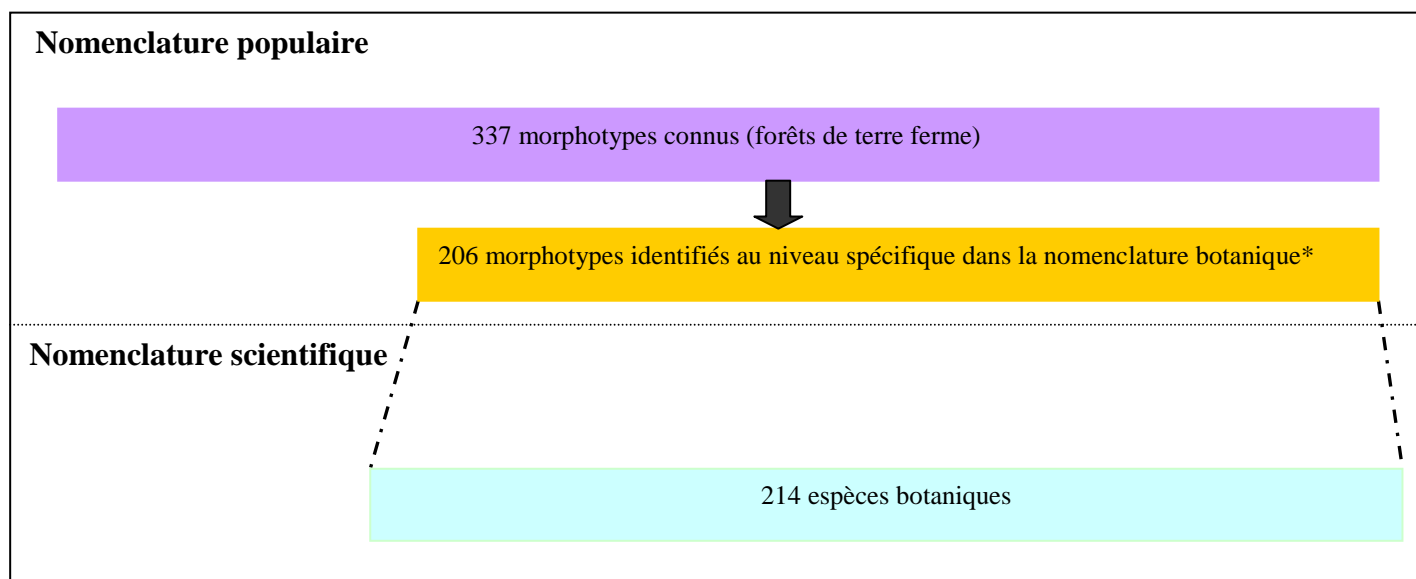 Nomenclature populaire
337 morphotypes connus (forêts de terre ferme)
206 morphotypes identifiés au niveau spécifique dans la nomenclature botanique*
Nomenclature scientifique
214 espèces botaniques